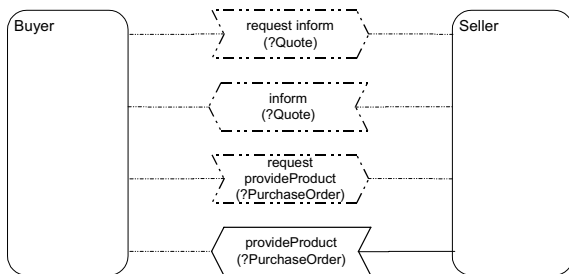 Buyer
Seller
request inform
(?Quote)
inform
(?Quote)
request
provideProduct
(?PurchaseOrder)
provideProduct
(?PurchaseOrder)